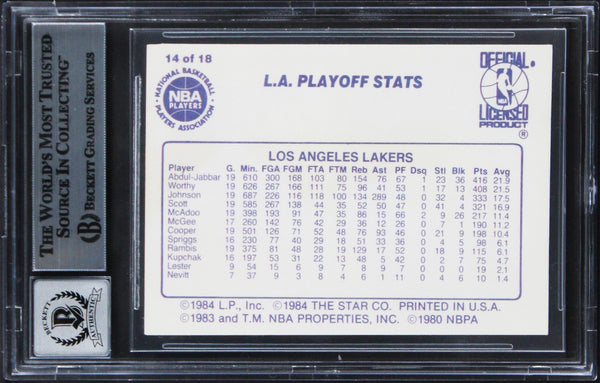 THE WORLD'S MOST TRUSTED
SOURCE IN COLLECTING™
BECKETT GRADING SERVICES
B
BECKETT
AUTHENTIC
14 of 18
NATIONAL BASKETBALL
NBA
PLAYERS
PLAYERS ASSOCIATION
L.A. PLAYOFF STATS
OFFICIAL
NBA
LICENSED
PRODUCT
®
LOS ANGELES LAKERS
Player G. Min. FGA FGM FTA FTM Reb Ast PF Dsq Stl Blk Pts Avg
Abdul-Jabbar 19 610 300 168 103 80 154 76 67 1 23 36 416 21.9
Worthy 19 626 267 166 111 75 96 54 53 1 17 13 408 21.5
Johnson 19 687 226 116 118 100 134 289 48 0 32 4 333 17.5
Scott 19 585 267 138 44 35 52 50 47 0 41 4 321 16.9
McAdoo 19 398 193 91 47 35 86 15 66 2 9 26 217 11.4
McGee 17 260 142 76 42 29 36 12 26 0 7 1 190 11.2
Cooper 19 501 126 71 52 48 76 93 46 0 21 9 198 10.4
Spriggs 16 230 77 40 29 18 51 33 36 0 4 5 98 6.1
Rambis 19 375 81 48 28 19 129 17 52 0 18 9 115 6.1
Kupchak 16 197 53 31 22 13 48 5 42 0 2 7 75 4.7
Lester 9 54 15 6 9 7 4 9 7 0 0 0 19 2.1
Nevitt 7 37 10 3 6 4 6 1 11 0 4 6 10 1.4
©1984 L.P., Inc. ©1984 THE STAR CO. PRINTED IN U.S.A.
©1983 and T.M. NBA PROPERTIES, INC. ©1980 NBPA